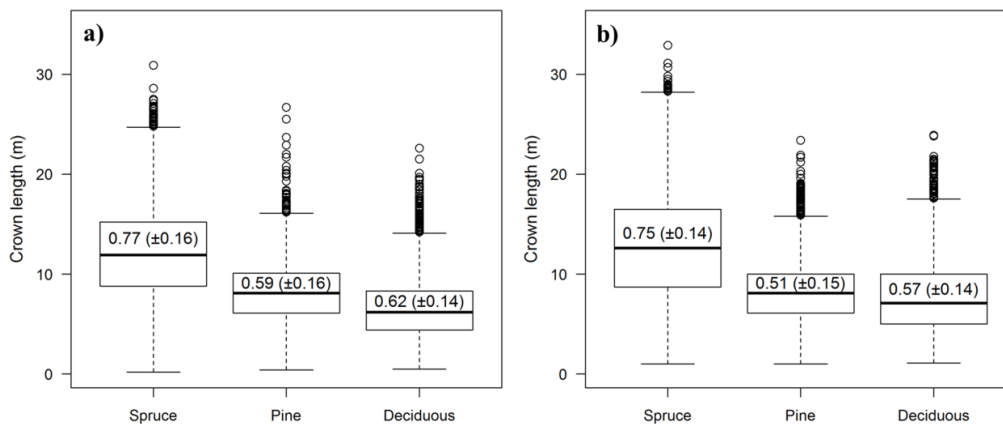 a)
Crown length (m)
30
20
10
0
0.77 (±0.16)
0.59 (±0.16)
0.62 (±0.14)
Spruce Pine Deciduous
b)
Crown length (m)
30
20
10
0
0.75 (±0.14)
0.51 (±0.15)
0.57 (±0.14)
Spruce Pine Deciduous